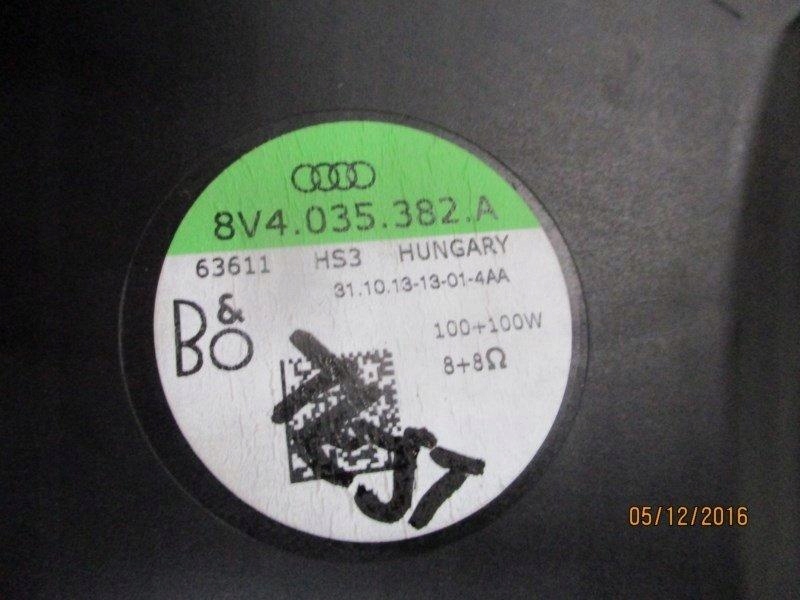 8V4.035.382.A
63611 HS3 HUNGARY
31.10.13-13-01-4AA
B&O
100+100W
8+8Ω
05/12/2016